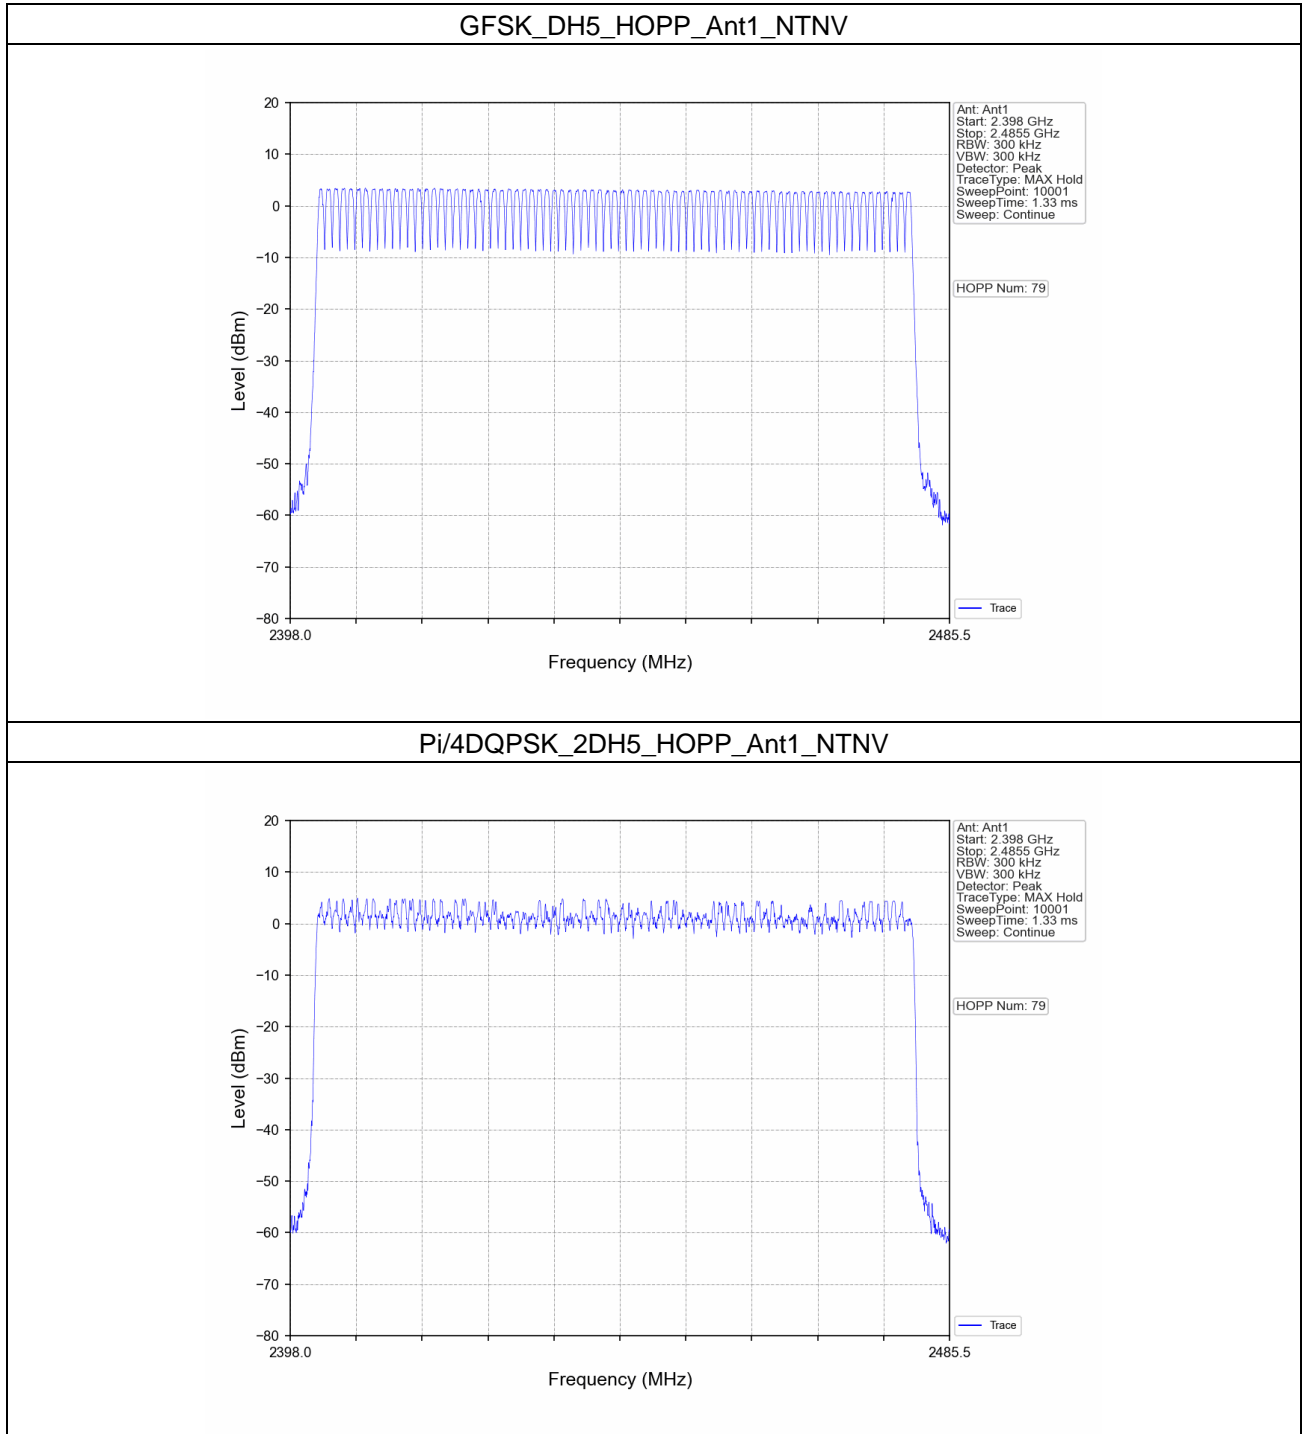 GFSK_DH5_HOPP_Ant1_NTNV
20
10
0
−10
−20
−30
−40
−50
−60
−70
−80
Level (dBm)
2398.0
2485.5
Frequency (MHz)
Ant: Ant1
Start: 2.398 GHz
Stop: 2.4855 GHz
RBW: 300 kHz
VBW: 300 kHz
Detector: Peak
TraceType: MAX Hold
SweepPoint: 10001
SweepTime: 1.33 ms
Sweep: Continue
HOPP Num: 79
Trace
Pi/4DQPSK_2DH5_HOPP_Ant1_NTNV
20
10
0
−10
−20
−30
−40
−50
−60
−70
−80
Level (dBm)
2398.0
2485.5
Frequency (MHz)
Ant: Ant1
Start: 2.398 GHz
Stop: 2.4855 GHz
RBW: 300 kHz
VBW: 300 kHz
Detector: Peak
TraceType: MAX Hold
SweepPoint: 10001
SweepTime: 1.33 ms
Sweep: Continue
HOPP Num: 79
Trace